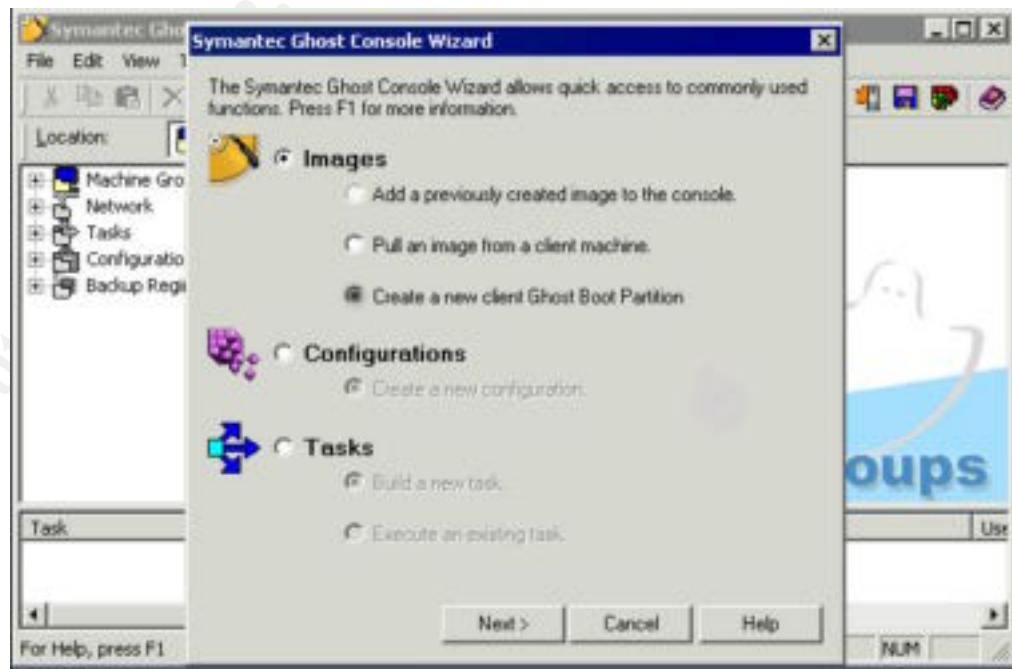 Symantec Gho
File Edit View T
Location:
Machine Gro
Network
Tasks
Configuratio
Backup Regi
Task
For Help, press F1
Symantec Ghost Console Wizard
The Symantec Ghost Console Wizard allows quick access to commonly used
functions. Press F1 for more information.
Images
Add a previously created image to the console.
Pull an image from a client machine.
Create a new client Ghost Boot Partition
Configurations
Create a new configuration.
Tasks
Build a new task.
Execute an existing task.
Next >
Cancel
Help
oups
Use
NUM